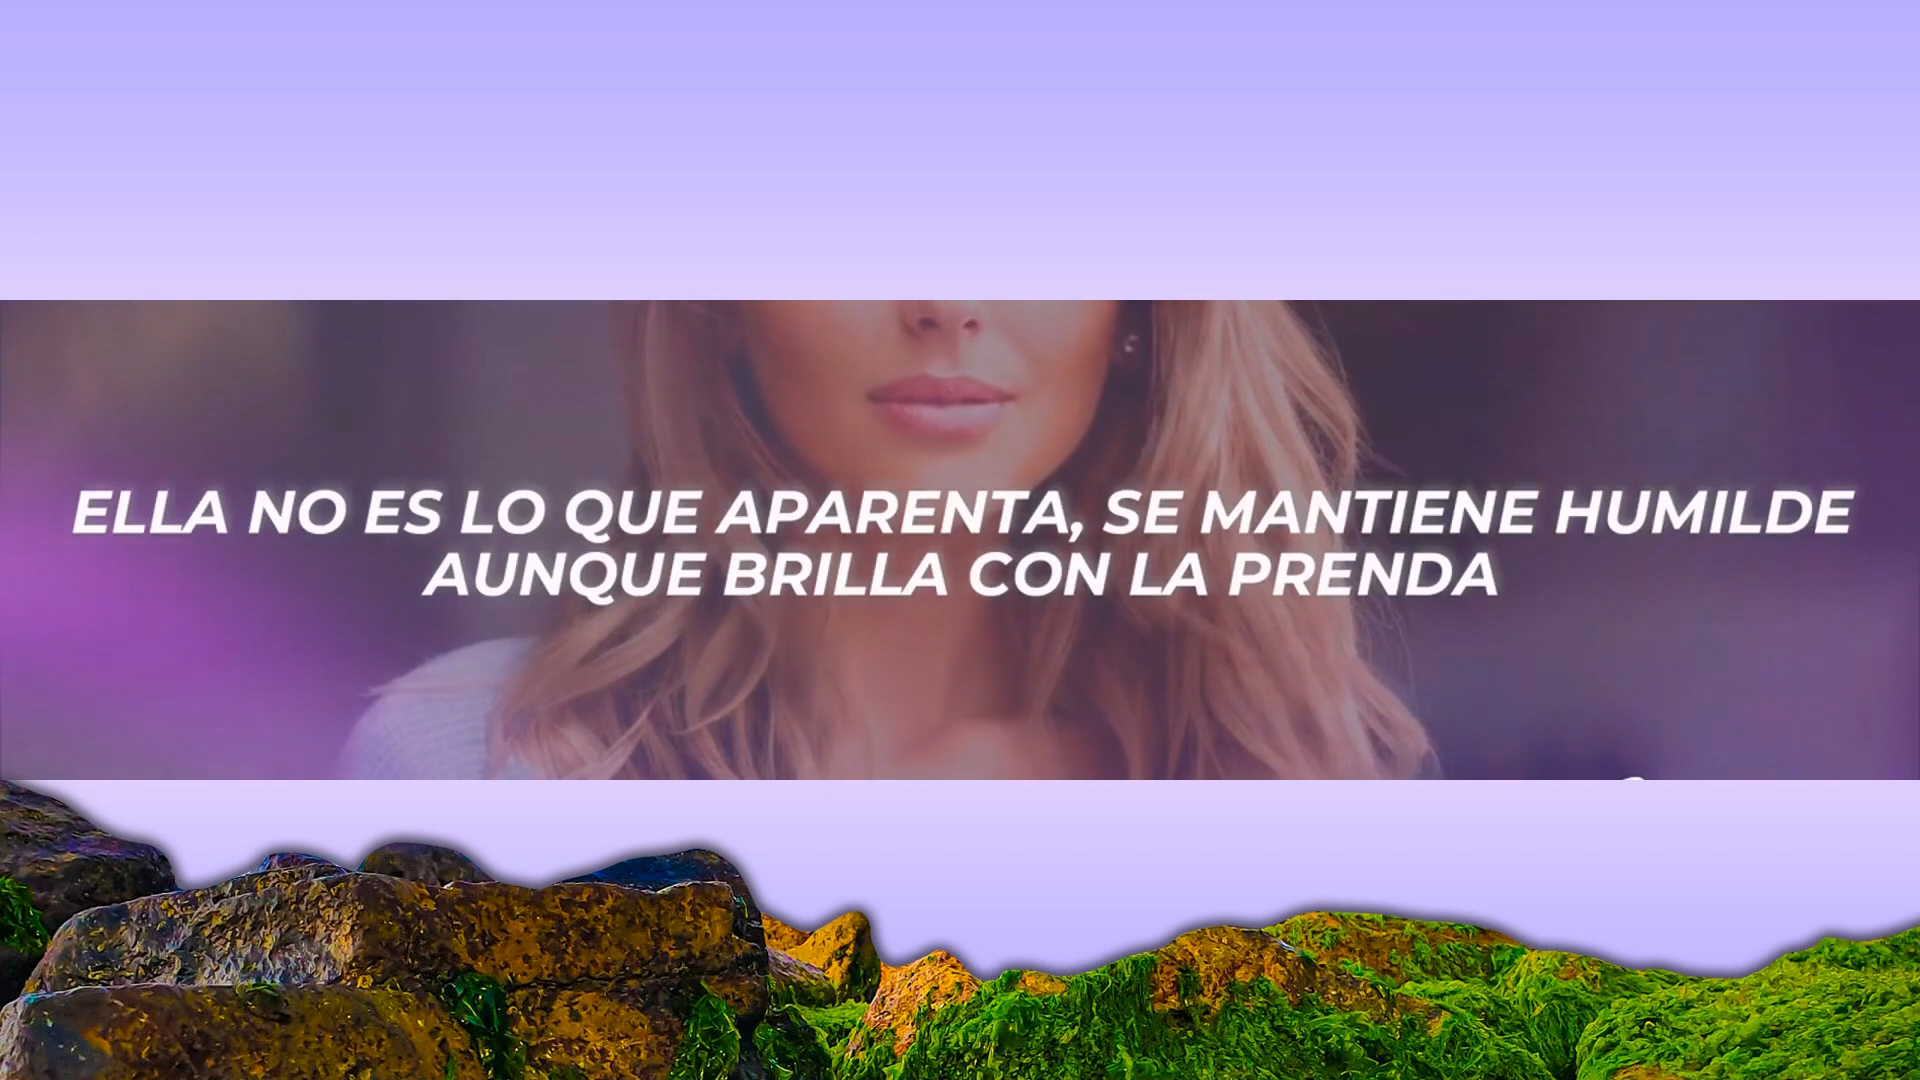 ELLA NO ES LO QUE APARENTA, SE MANTIENE HUMILDE
AUNQUE BRILLA CON LA PRENDA